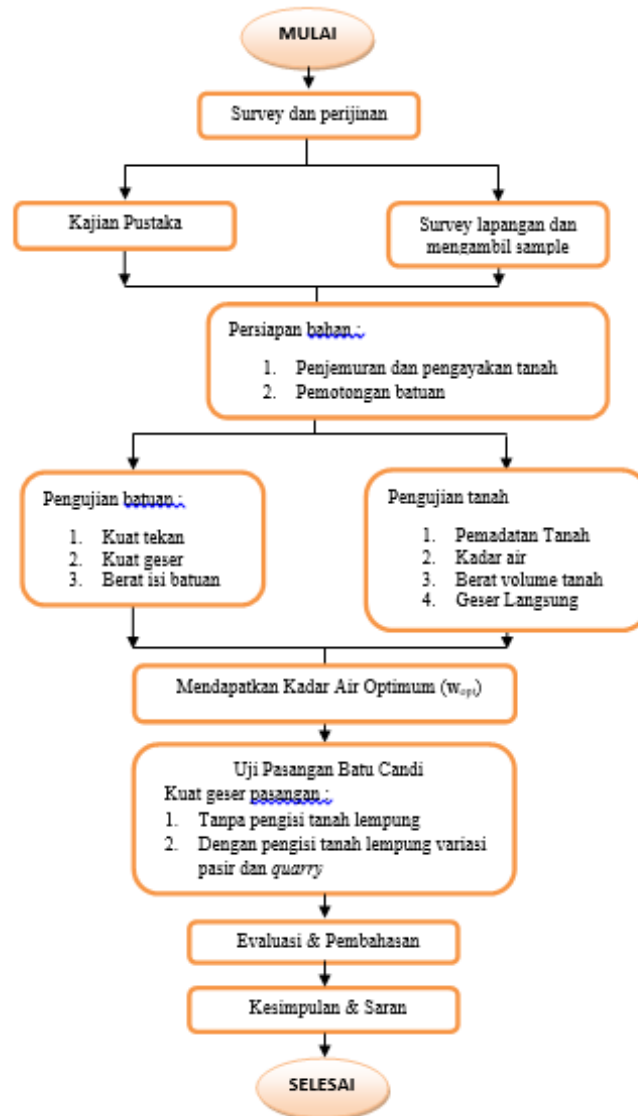 MULAI
Survey dan perijinan
Kajian Pustaka
Survey lapangan dan
mengambil sample
Persiapan bahan :
1. Penjemuran dan pengayakan tanah
2. Pemotongan batuan
Pengujian batuan :
1. Kuat tekan
2. Kuat geser
3. Berat isi batuan
Pengujian tanah
1. Pemadatan Tanah
2. Kadar air
3. Berat volume tanah
4. Geser Langsung
Mendapatkan Kadar Air Optimum (wopt)
Uji Pasangan Batu Candi
Kuat geser pasangan :
1. Tanpa pengisi tanah lempung
2. Dengan pengisi tanah lempung variasi
pasir dan quarry
Evaluasi & Pembahasan
Kesimpulan & Saran
SELESAI